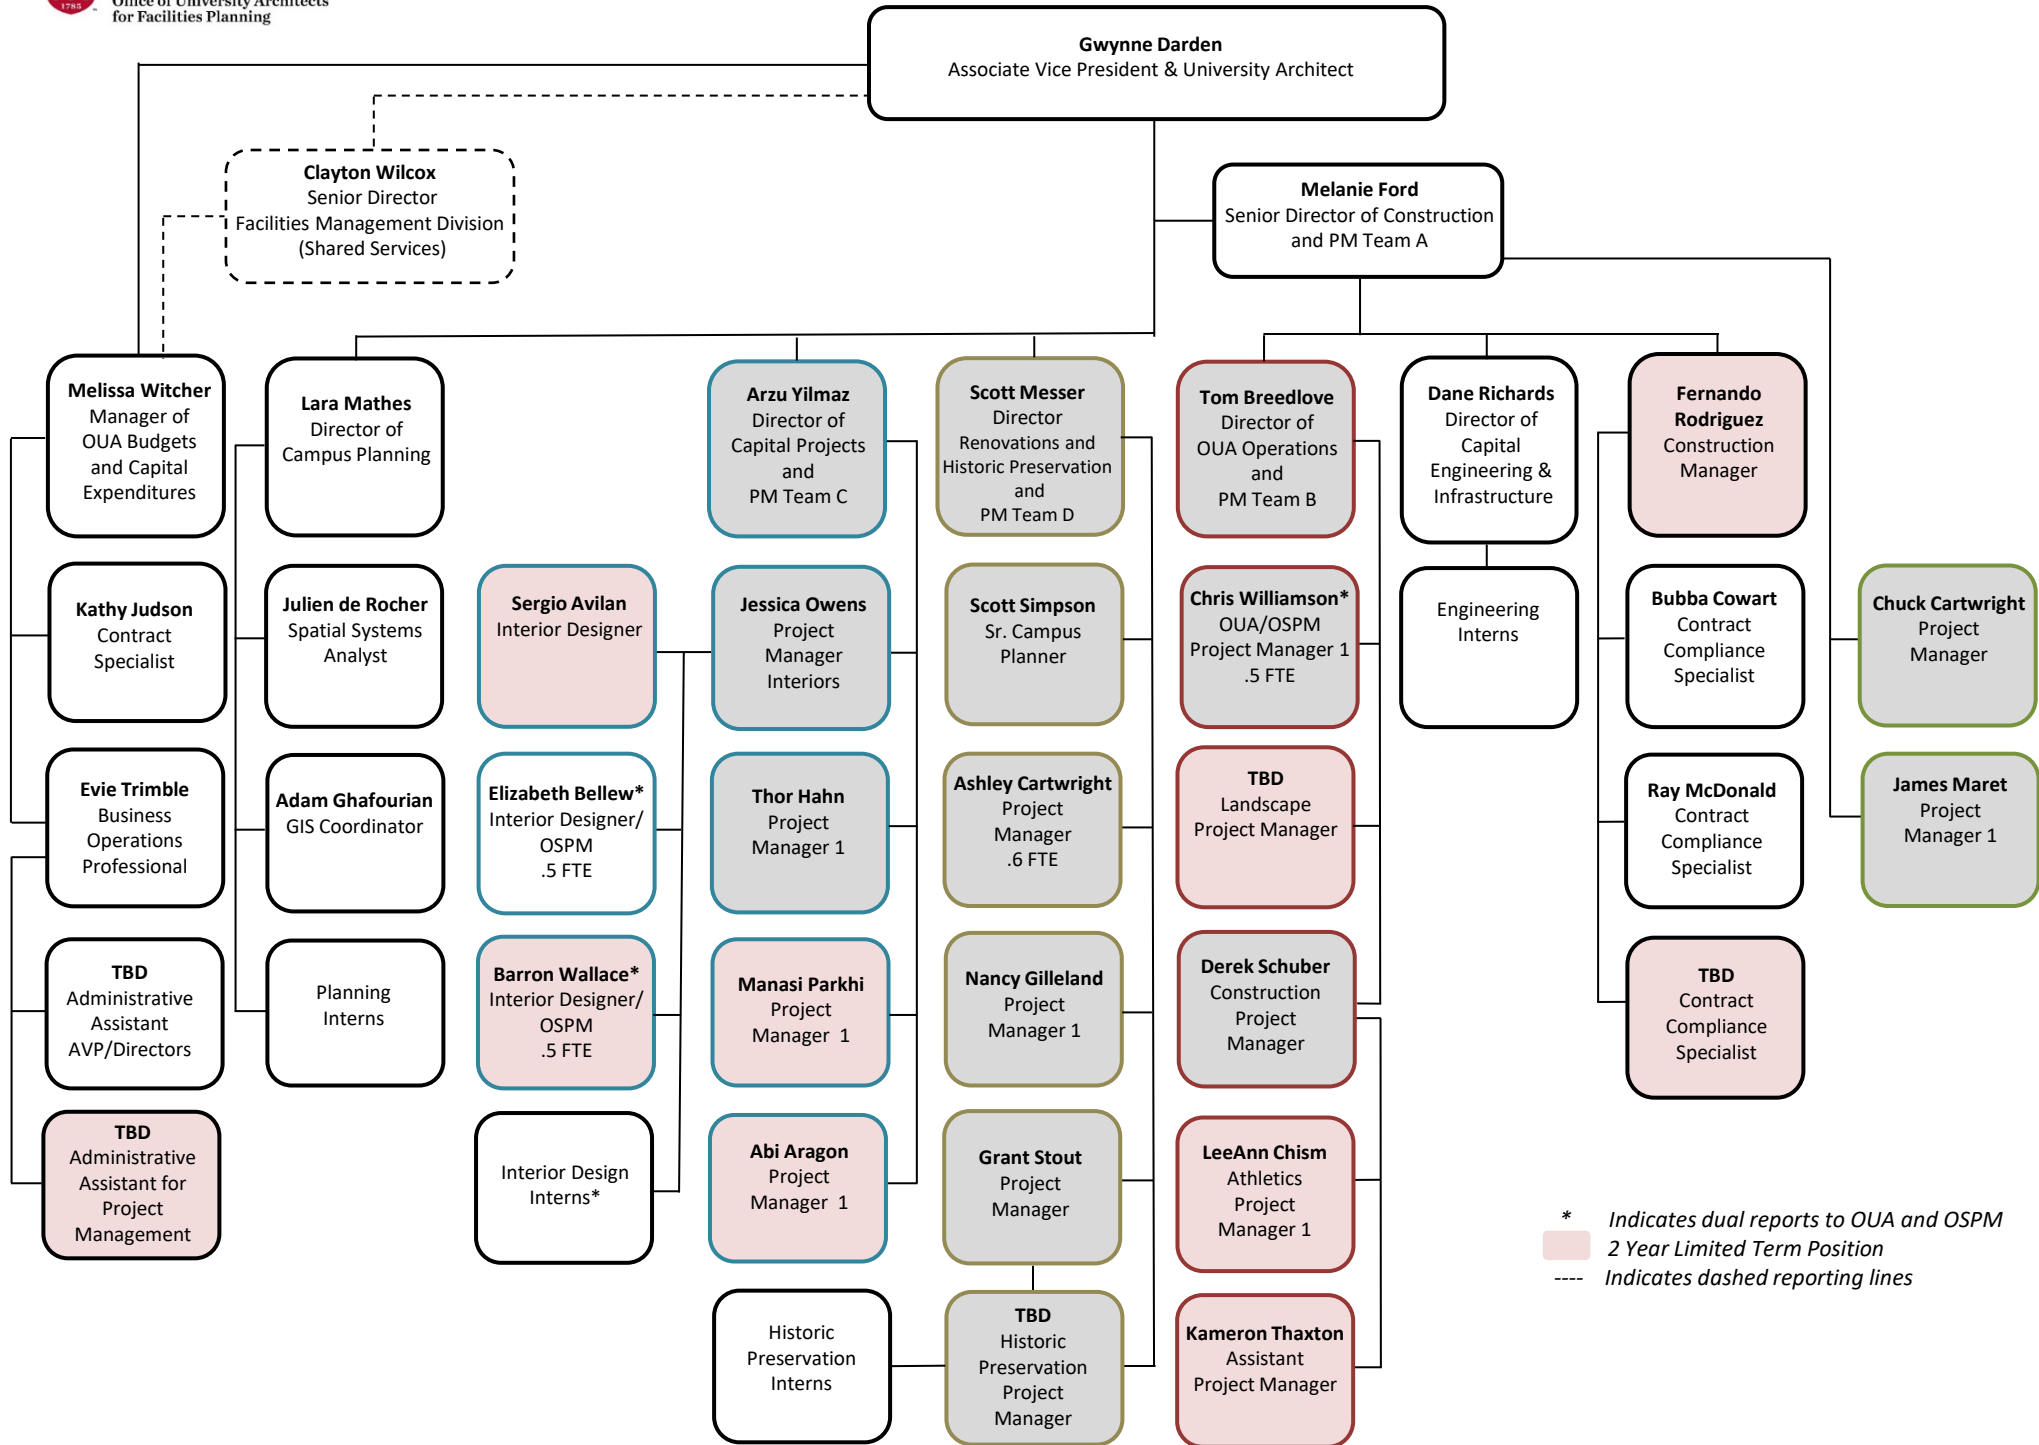 1785
Office of University Architects
for Facilities Planning
Gwynne Darden
Associate Vice President & University Architect
Clayton Wilcox
Senior Director
Facilities Management Division
(Shared Services)
Melanie Ford
Senior Director of Construction
and PM Team A
Melissa Witcher
Manager of
OUA Budgets
and Capital
Expenditures
Lara Mathes
Director of
Campus Planning
Arzu Yilmaz
Director of
Capital Projects
and
PM Team C
Scott Messer
Director
Renovations and
Historic Preservation
and
PM Team D
Tom Breedlove
Director of
OUA Operations
and
PM Team B
Dane Richards
Director of
Capital
Engineering &
Infrastructure
Fernando
Rodriguez
Construction
Manager
Kathy Judson
Contract
Specialist
Julien de Rocher
Spatial Systems
Analyst
Sergio Avilan
Interior Designer
Jessica Owens
Project
Manager
Interiors
Scott Simpson
Sr. Campus
Planner
Chris Williamson*
OUA/OSPM
Project Manager 1
.5 FTE
Engineering
Interns
Bubba Cowart
Contract
Compliance
Specialist
Chuck Cartwright
Project
Manager
Evie Trimble
Business
Operations
Professional
Adam Ghafourian
GIS Coordinator
Elizabeth Bellew*
Interior Designer/
OSPM
.5 FTE
Thor Hahn
Project
Manager 1
Ashley Cartwright
Project
Manager
.6 FTE
TBD
Landscape
Project Manager
Ray McDonald
Contract
Compliance
Specialist
James Maret
Project
Manager 1
TBD
Administrative
Assistant
AVP/Directors
Planning
Interns
Barron Wallace*
Interior Designer/
OSPM
.5 FTE
Manasi Parkhi
Project
Manager 1
Nancy Gilleland
Project
Manager 1
Derek Schuber
Construction
Project
Manager
TBD
Contract
Compliance
Specialist
TBD
Administrative
Assistant for
Project
Management
Interior Design
Interns*
Abi Aragon
Project
Manager 1
Grant Stout
Project
Manager
LeeAnn Chism
Athletics
Project
Manager 1
Historic
Preservation
Interns
TBD
Historic
Preservation
Project
Manager
Kameron Thaxton
Assistant
Project Manager
* Indicates dual reports to OUA and OSPM
2 Year Limited Term Position
---- Indicates dashed reporting lines